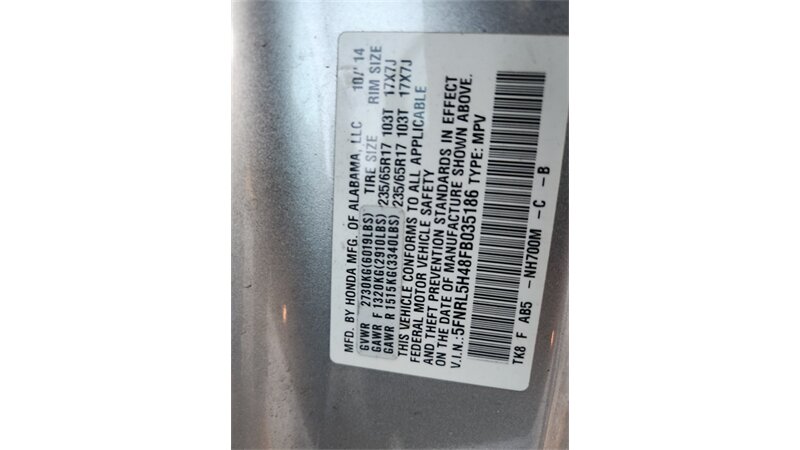 MFD. BY HONDA MFG. OF ALABAMA, LLC 10/'14
GVWR 2730KG(6019LBS) TIRE SIZE RIM SIZE
GAWR F 1320KG(2910LBS) 235/65R17 103T 17X7J
GAWR R 1515KG(3340LBS) 235/65R17 103T 17X7J
THIS VEHICLE CONFORMS TO ALL APPLICABLE
FEDERAL MOTOR VEHICLE SAFETY
AND THEFT PREVENTION STANDARDS IN EFFECT
ON THE DATE OF MANUFACTURE SHOWN ABOVE.
V.I.N.:5FNRL5H48FB035186 TYPE: MPV
TK8 F AB5 -NH700M -C -B